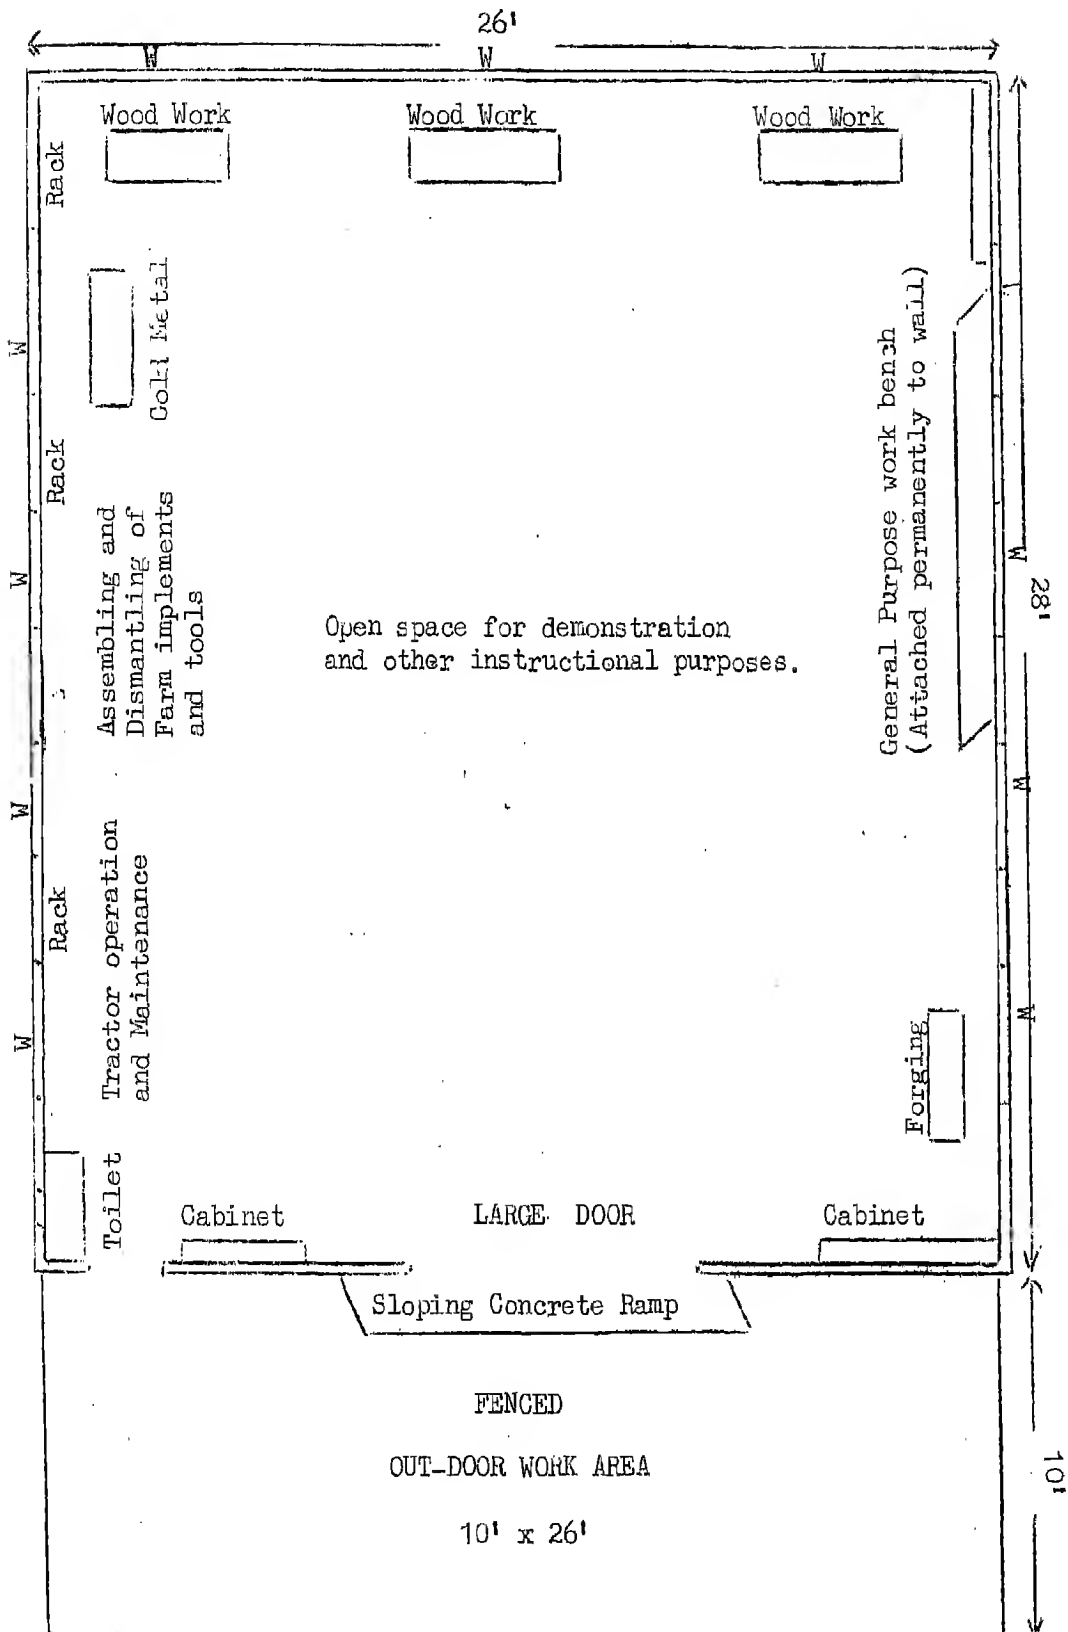 26'
W W W
Wood Work Wood Work Wood Work
Rack
Cold Metal
W
Rack
General Purpose work bench
(Attached permanently to wall)
Assembling and
Dismantling of
Farm implements
and tools
W
W
28'
Open space for demonstration
and other instructional purposes.
W
W
Rack
Tractor operation
and Maintenance
W
W
Forging
Toilet
Cabinet LARGE DOOR Cabinet
Sloping Concrete Ramp
FENCED
OUT-DOOR WORK AREA
10' x 26'
10'